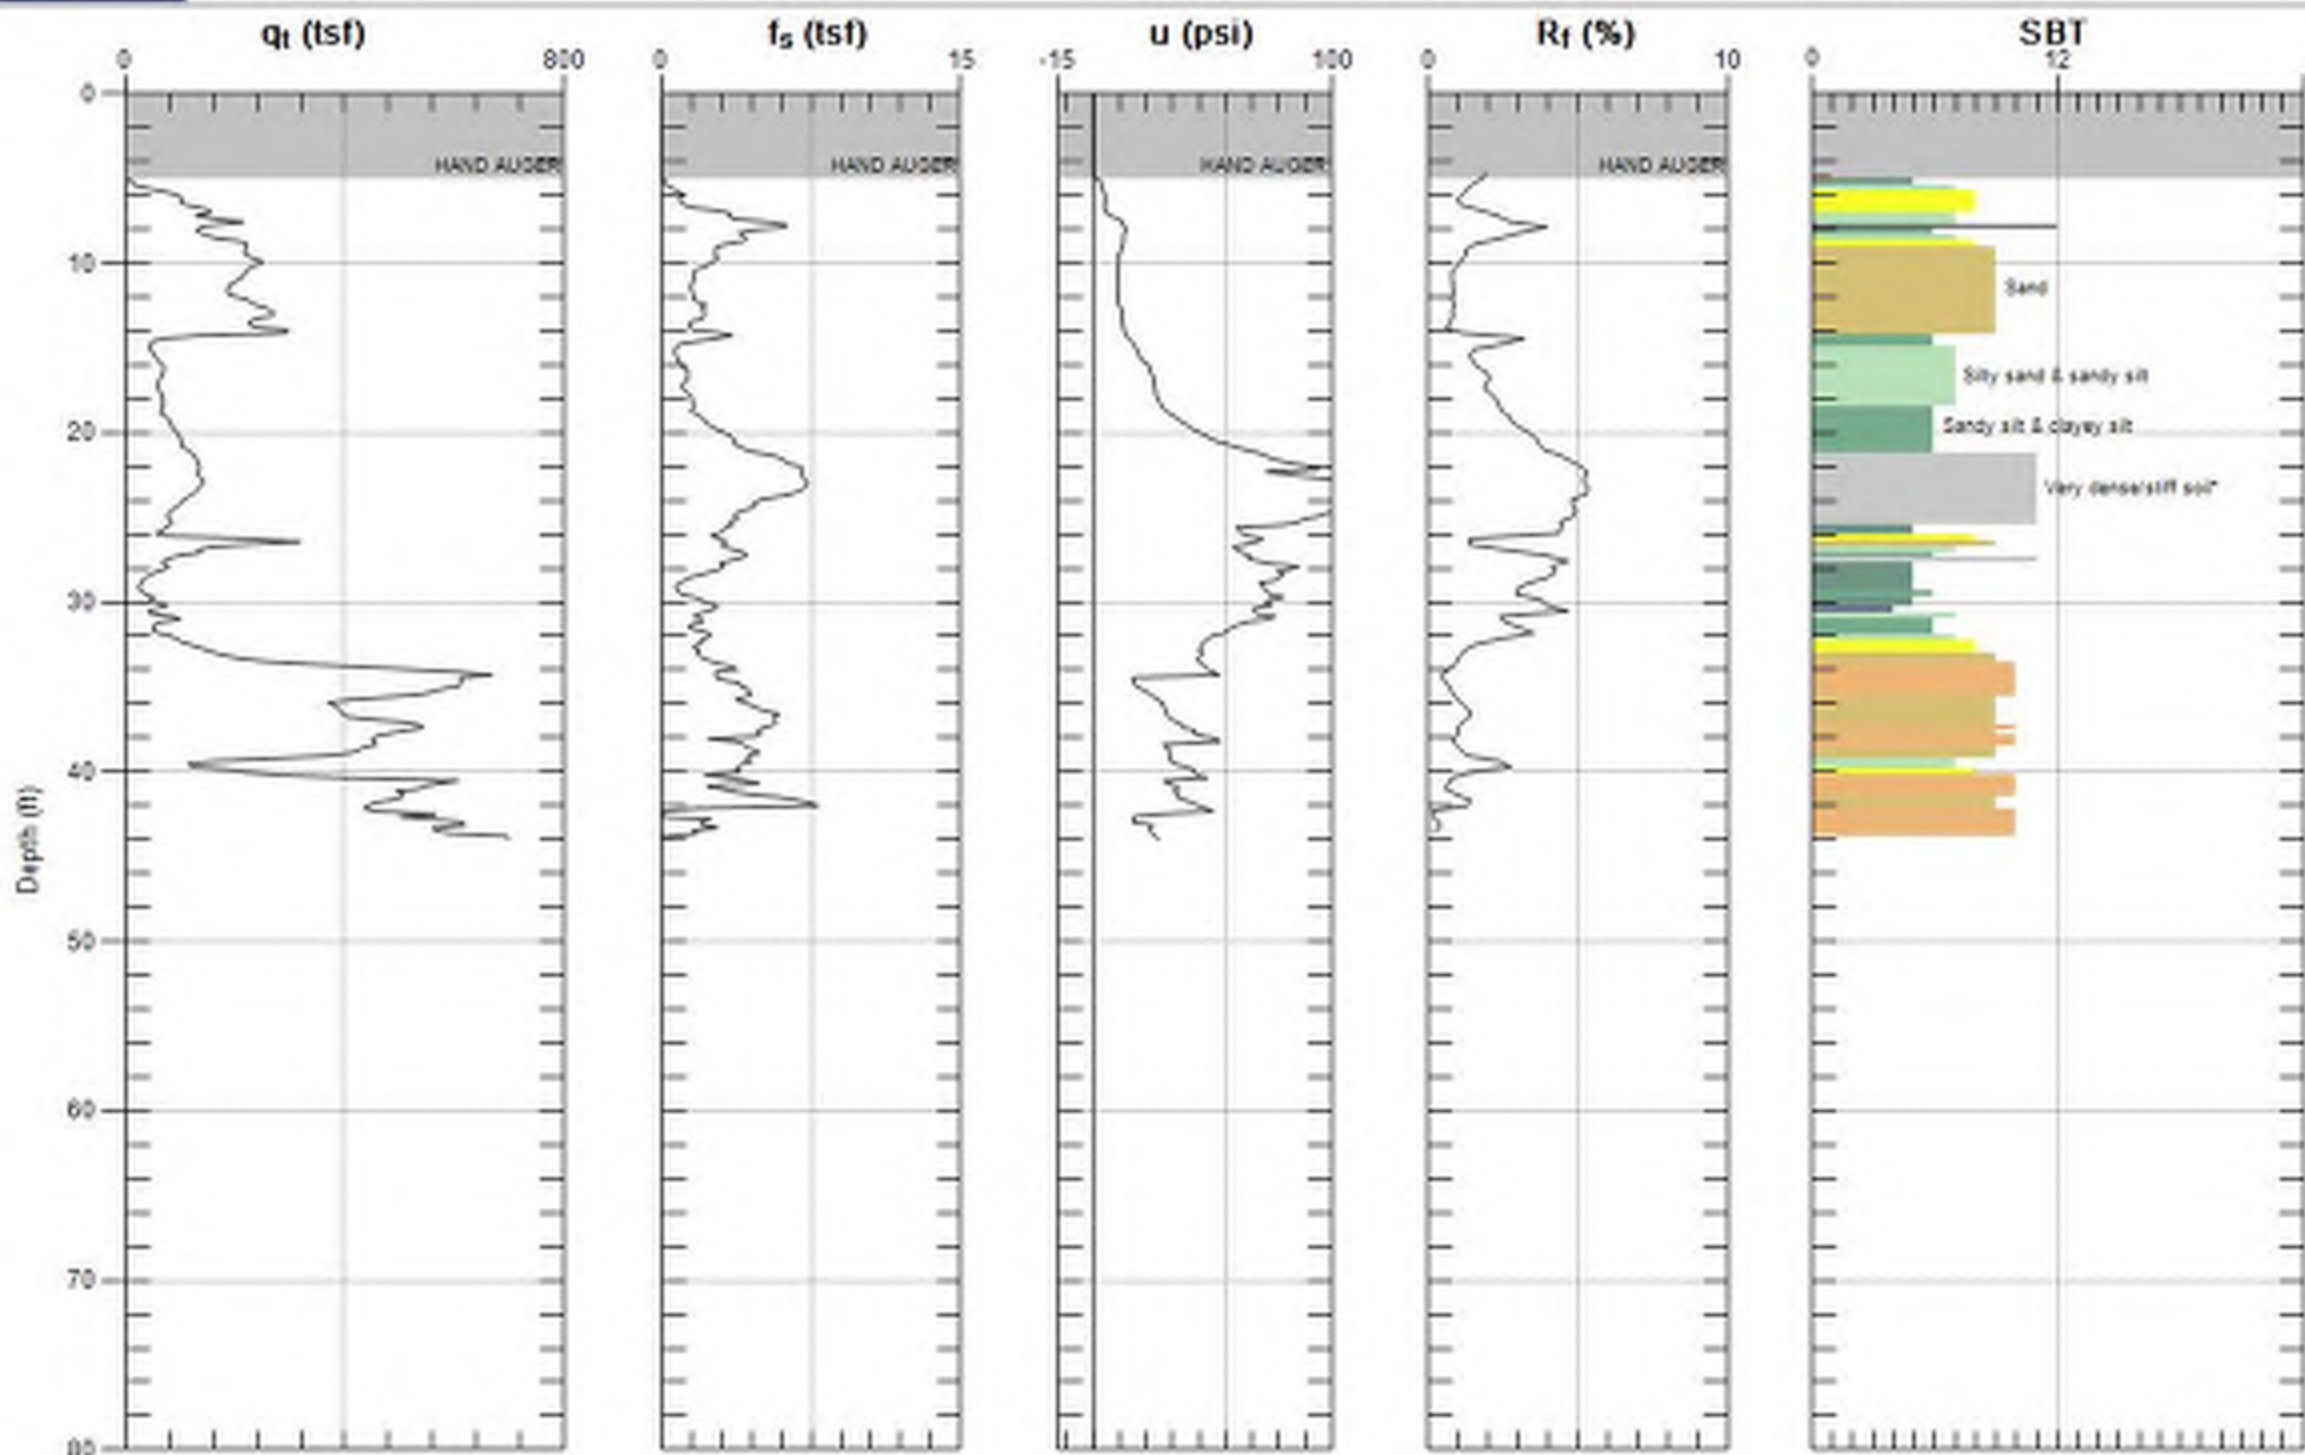 qt (tsf) fs (tsf) u (psi) Rf (%) SBT
0 800 0 15 -15 100 0 10 0 12
0
HAND AUGER HAND AUGER HAND AUGER HAND AUGER
10
Sand
Silty sand & sandy silt
20
Sandy silt & clayey silt
Very dense/stiff soil*
30
40
Depth (ft)
50
60
70
80